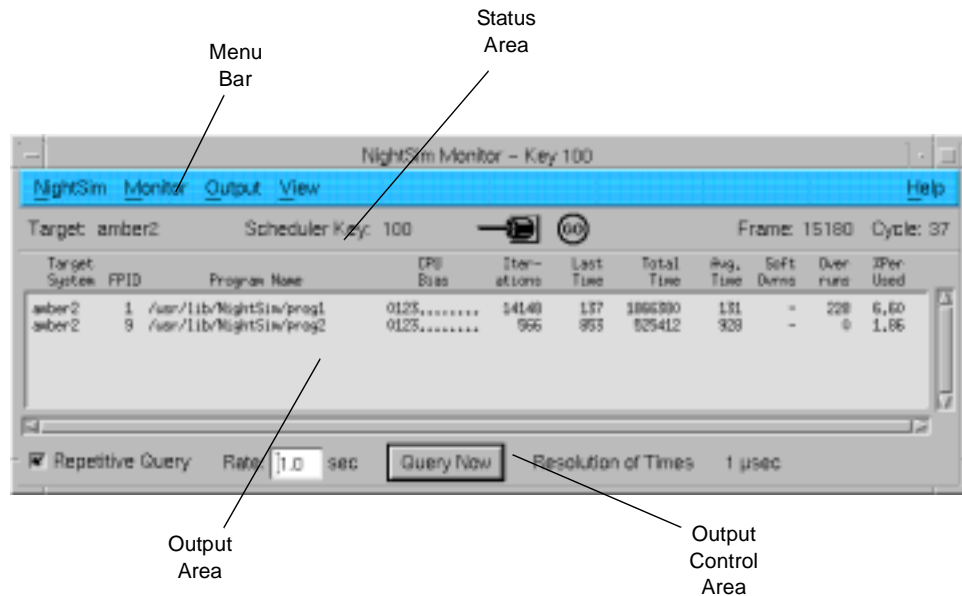 Status
Area
Menu
Bar
NightSim Monitor – Key 100
NightSim Monitor Output View Help
Target: amber2 Scheduler Key: 100 GO Frame: 15180 Cycle: 37
Target CPU Iter- Last Total Avg. Soft Over %Per
System FPID Program Name Bias ations Time Time Time Ovrns runs Used
amber2 1 /usr/lib/NightSim/prog1 0123........ 14148 137 1866380 131 - 228 6.60
amber2 9 /usr/lib/NightSim/prog2 0123........ 566 853 525412 928 - 0 1.86
Repetitive Query Rate: 1.0 sec Query Now Resolution of Times 1 µsec
Output
Area
Output
Control
Area